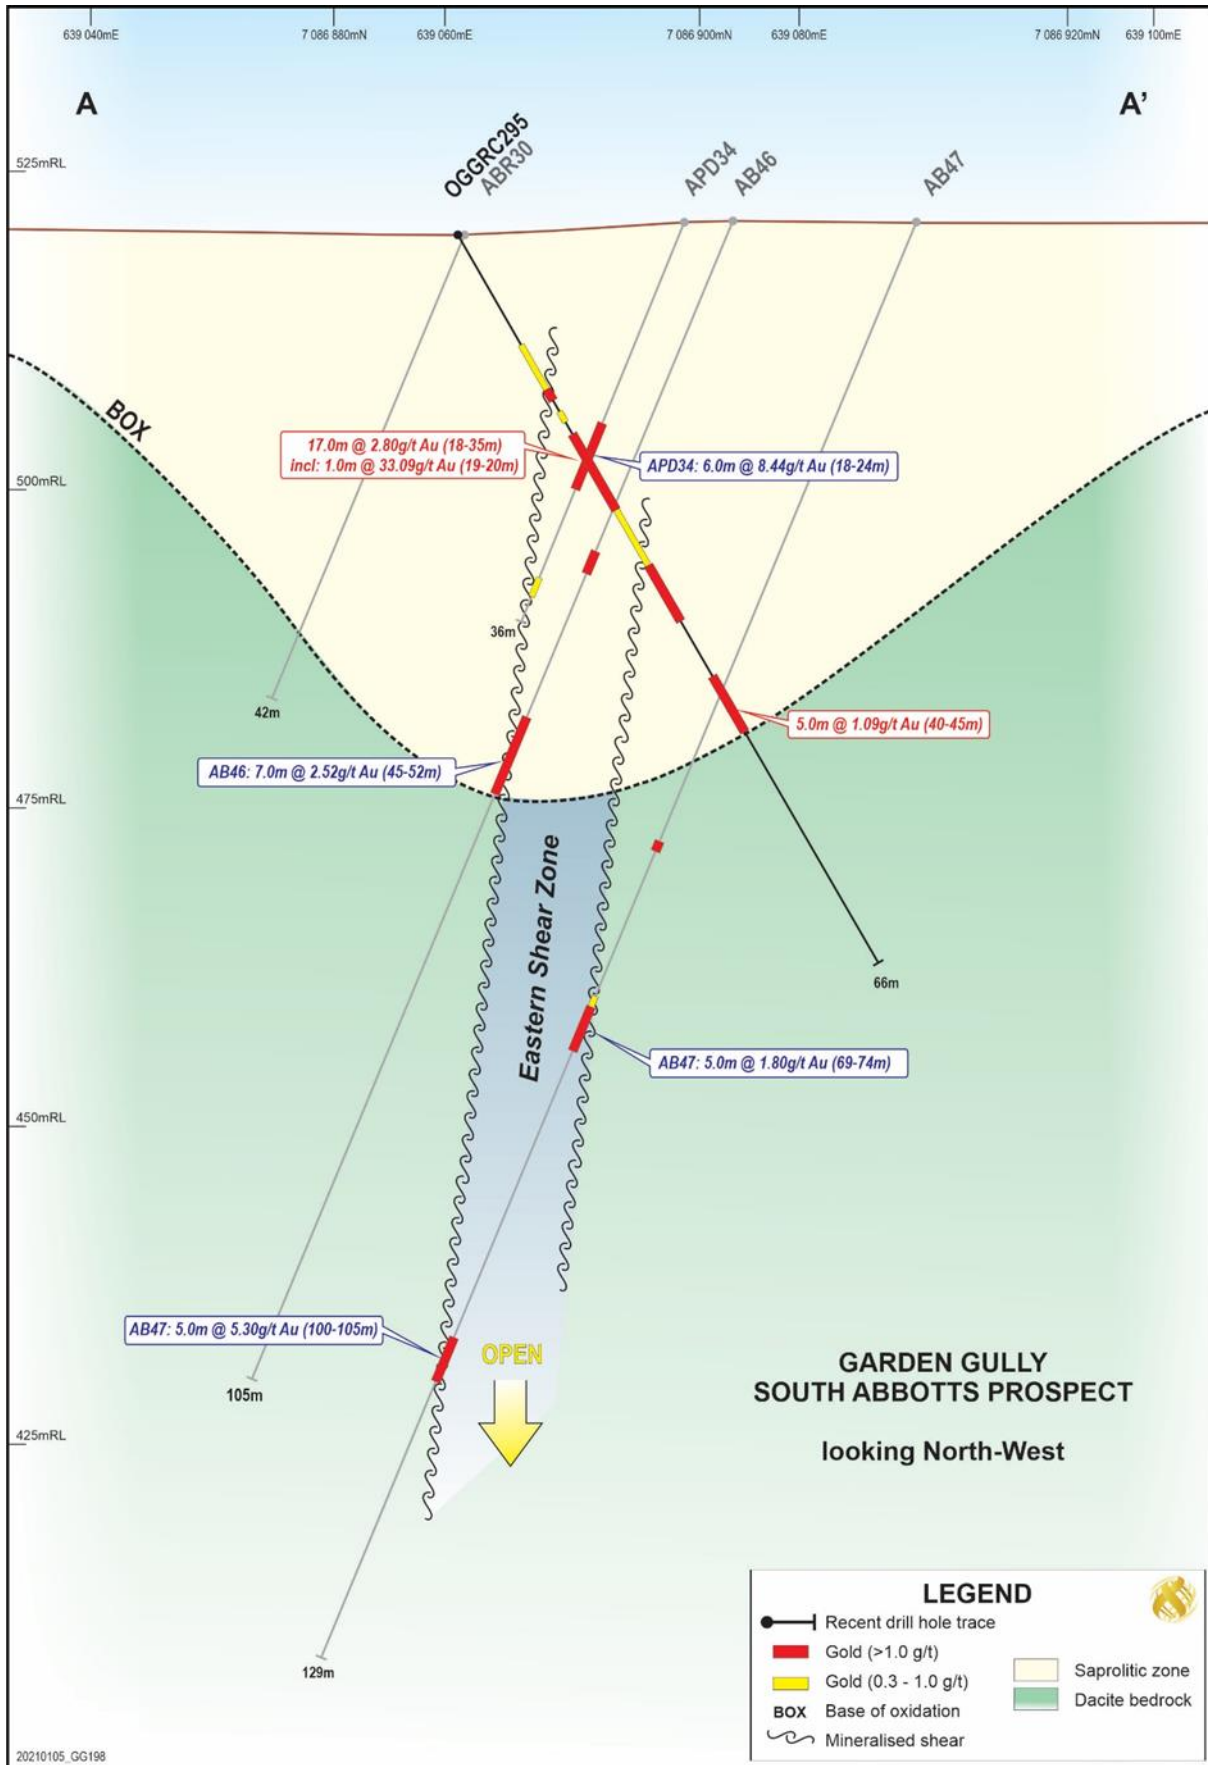 639 040mE
7 086 880mN
639 060mE
7 086 900mN
639 080mE
7 086 920mN
639 100mE
A
A'
525mRL
OGGRC295
ABR30
APD34
AB46
AB47
BOX
17.0m @ 2.80g/t Au (18-35m)
incl: 1.0m @ 33.09g/t Au (19-20m)
APD34: 6.0m @ 8.44g/t Au (18-24m)
500mRL
36m
42m
5.0m @ 1.09g/t Au (40-45m)
AB46: 7.0m @ 2.52g/t Au (45-52m)
475mRL
Eastern Shear Zone
66m
AB47: 5.0m @ 1.80g/t Au (69-74m)
450mRL
AB47: 5.0m @ 5.30g/t Au (100-105m)
OPEN
105m
425mRL
GARDEN GULLY
SOUTH ABBOTTS PROSPECT
looking North-West
129m
LEGEND
Recent drill hole trace
Gold (>1.0 g/t)
Gold (0.3 - 1.0 g/t)
BOX Base of oxidation
Mineralised shear
Saprolitic zone
Dacite bedrock
20210105_GG198